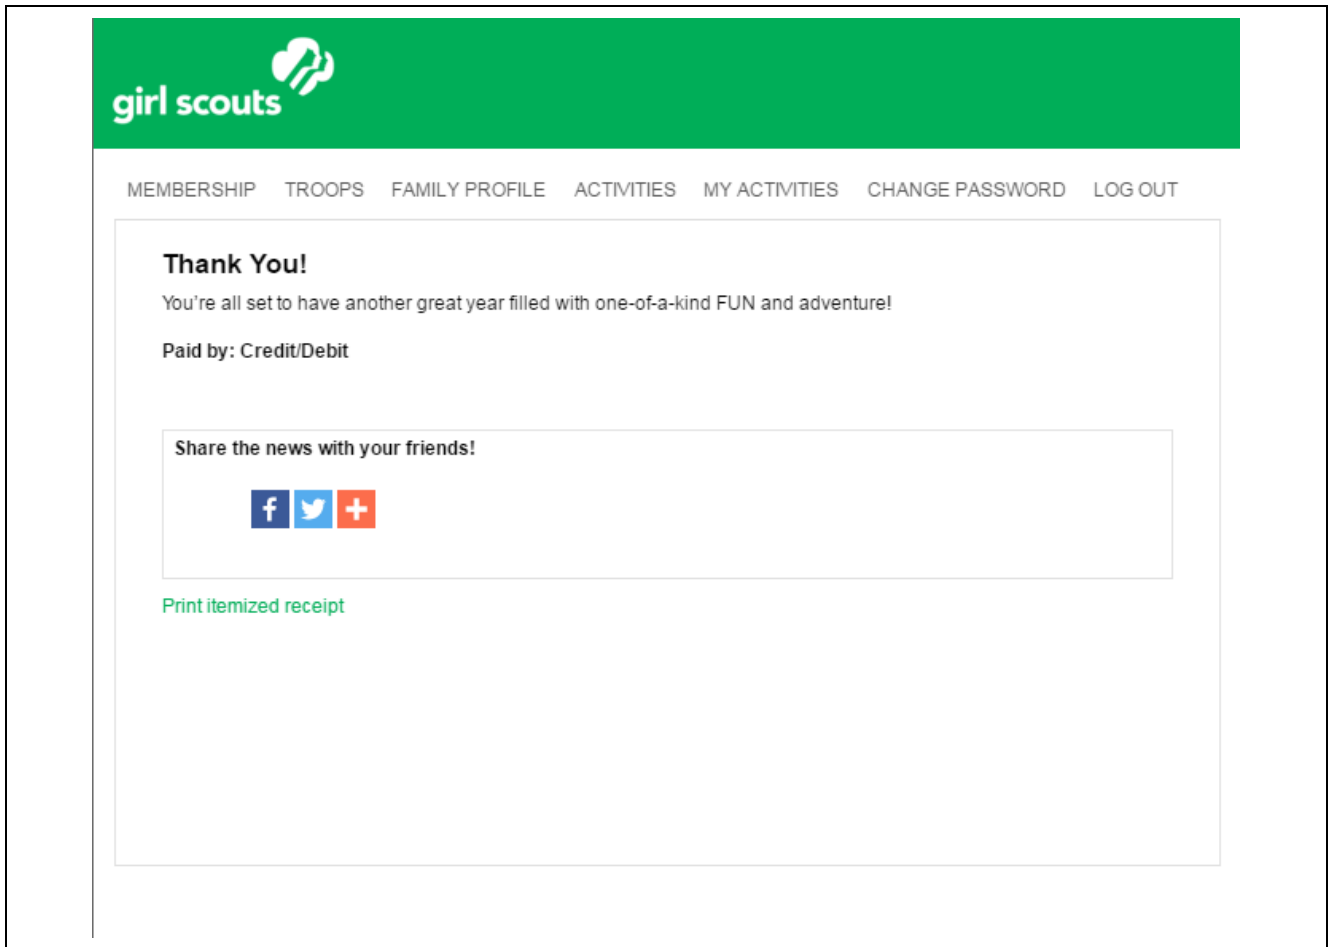 girl scouts
MEMBERSHIP TROOPS FAMILY PROFILE ACTIVITIES MY ACTIVITIES CHANGE PASSWORD LOG OUT
Thank You!
You're all set to have another great year filled with one-of-a-kind FUN and adventure!
Paid by: Credit/Debit
Share the news with your friends!
Print itemized receipt